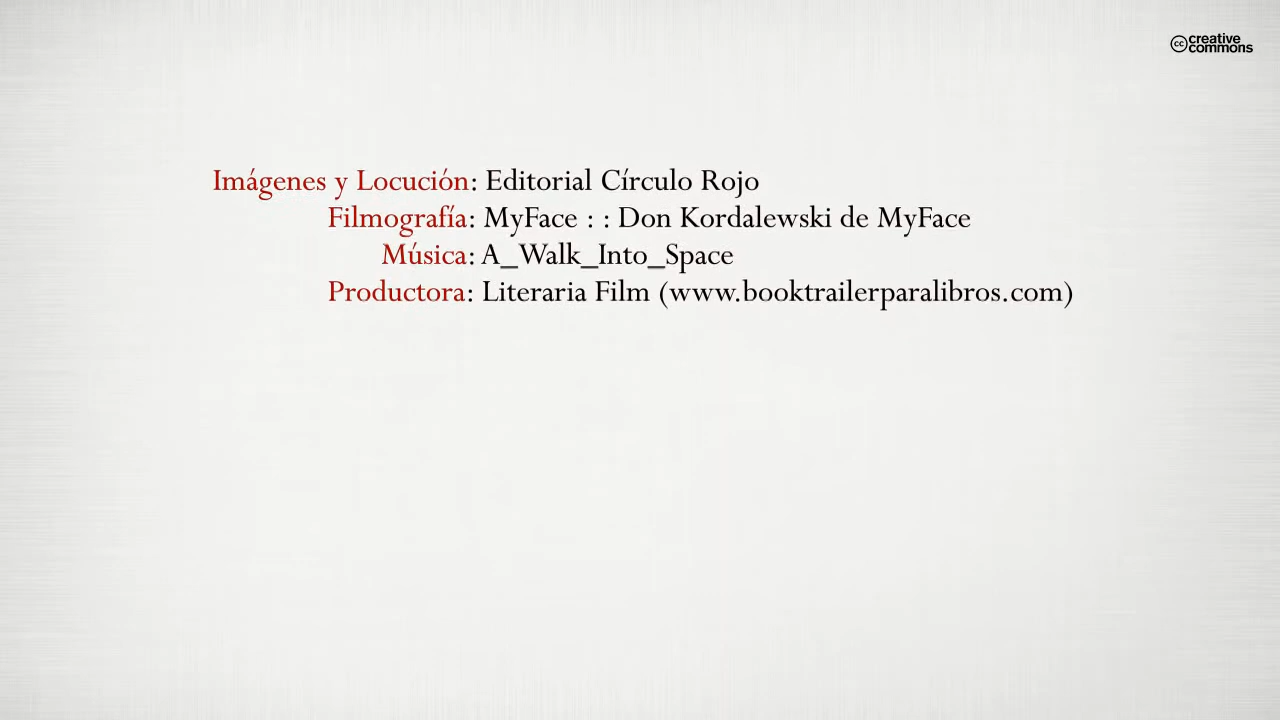 cc creative
commons
Imágenes y Locución: Editorial Círculo Rojo
Filmografía: MyFace : : Don Kordalewski de MyFace
Música: A_Walk_Into_Space
Productora: Literaria Film (www.booktrailerparalibros.com)